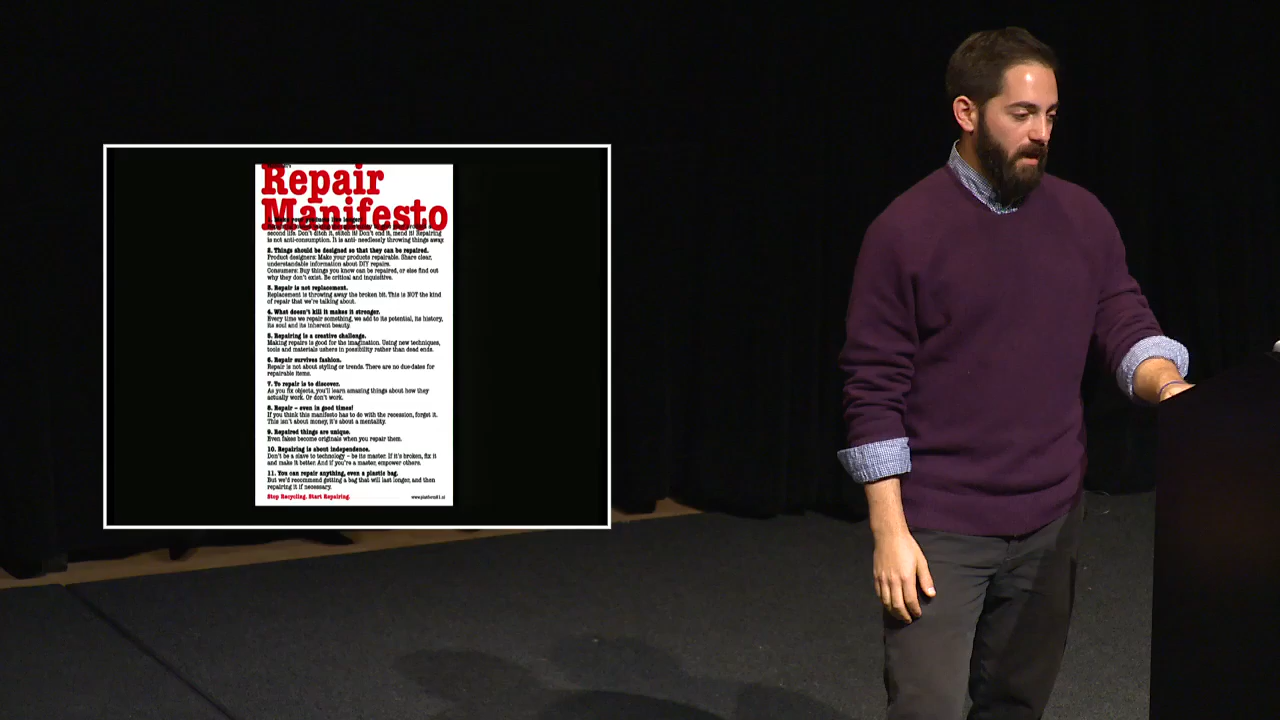 Repair
Manifesto
1. Make your products live longer!
second life. Don't ditch it, stitch it! Don't end it, mend it! Repairing
is not anti-consumption. It is anti- needlessly throwing things away.
2. Things should be designed so that they can be repaired.
Product designers: Make your products repairable. Share clear,
understandable information about DIY repairs.
Consumers: Buy things you know can be repaired, or else find out
why they don't exist. Be critical and inquisitive.
3. Repair is not replacement.
Replacement is throwing away the broken bit. This is NOT the kind
of repair that we're talking about.
4. What doesn't kill it makes it stronger.
Every time we repair something, we add to its potential, its history,
its soul and its inherent beauty.
5. Repairing is a creative challenge.
Making repairs is good for the imagination. Using new techniques,
tools and materials ushers in possibility rather than dead ends.
6. Repair survives fashion.
Repair is not about styling or trends. There are no due-dates for
repairable items.
7. To repair is to discover.
As you fix objects, you'll learn amazing things about how they
actually work. Or don't work.
8. Repair – even in good times!
If you think this manifesto has to do with the recession, forget it.
This isn't about money, it's about a mentality.
9. Repaired things are unique.
Even fakes become originals when you repair them.
10. Repairing is about independence.
Don't be a slave to technology – be its master. If it's broken, fix it
and make it better. And if you're a master, empower others.
11. You can repair anything, even a plastic bag.
But we'd recommend getting a bag that will last longer, and then
repairing it if necessary.
Stop Recycling. Start Repairing.
www.platform21.nl